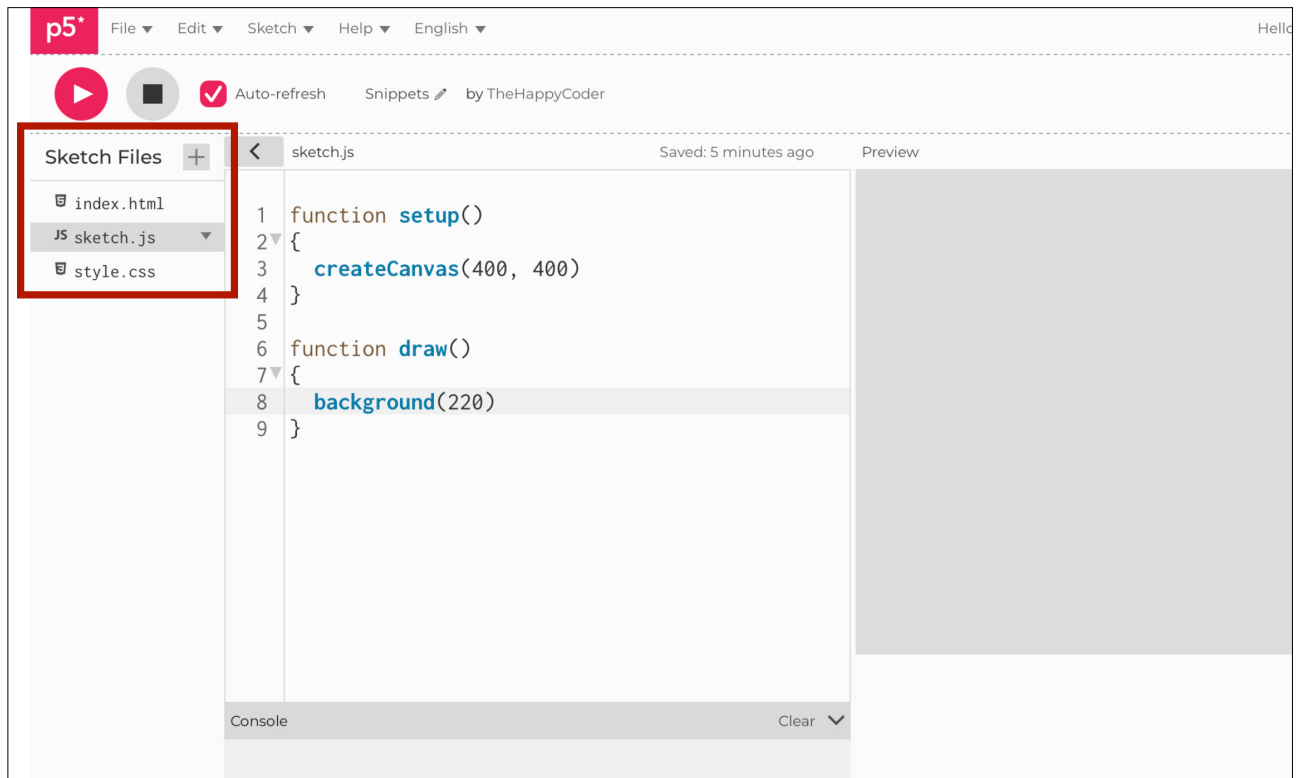 p5* File Edit Sketch Help English Hello
Auto-refresh Snippets by TheHappyCoder
Sketch Files +
index.html
JS sketch.js
style.css
sketch.js Saved: 5 minutes ago Preview
1 function setup()
2 {
3 createCanvas(400, 400)
4 }
5
6 function draw()
7 {
8 background(220)
9 }
Console Clear